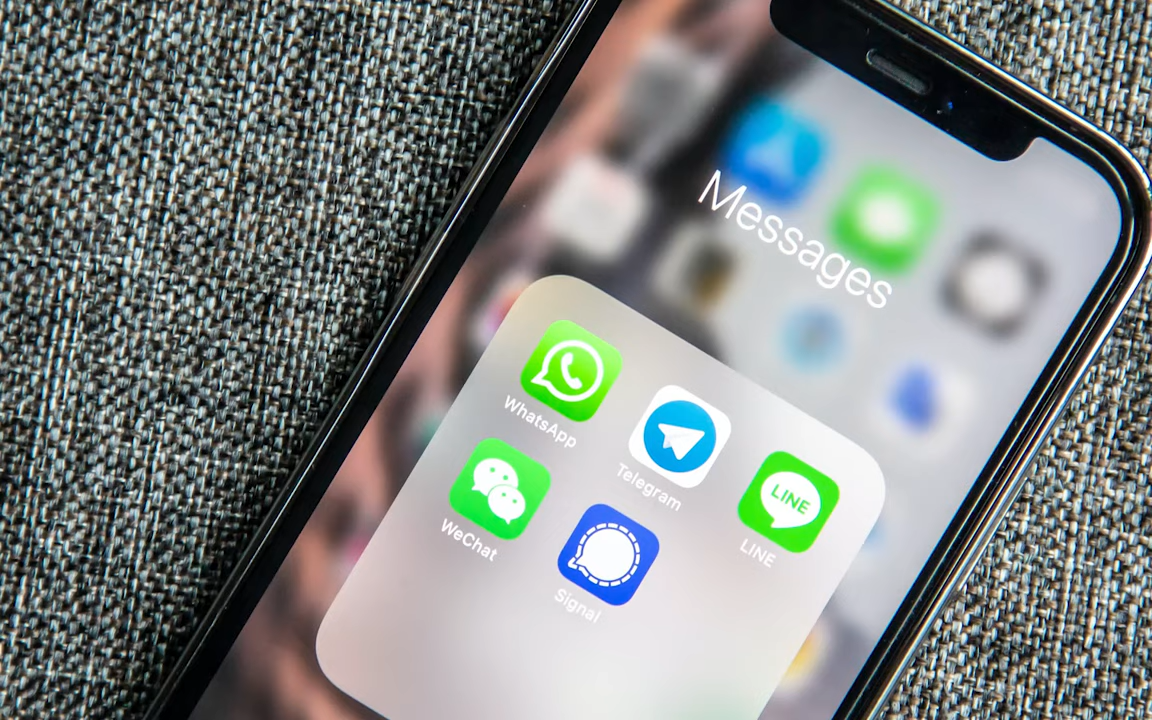 Messages
WhatsApp
Telegram
LINE
LINE
WeChat
Signal